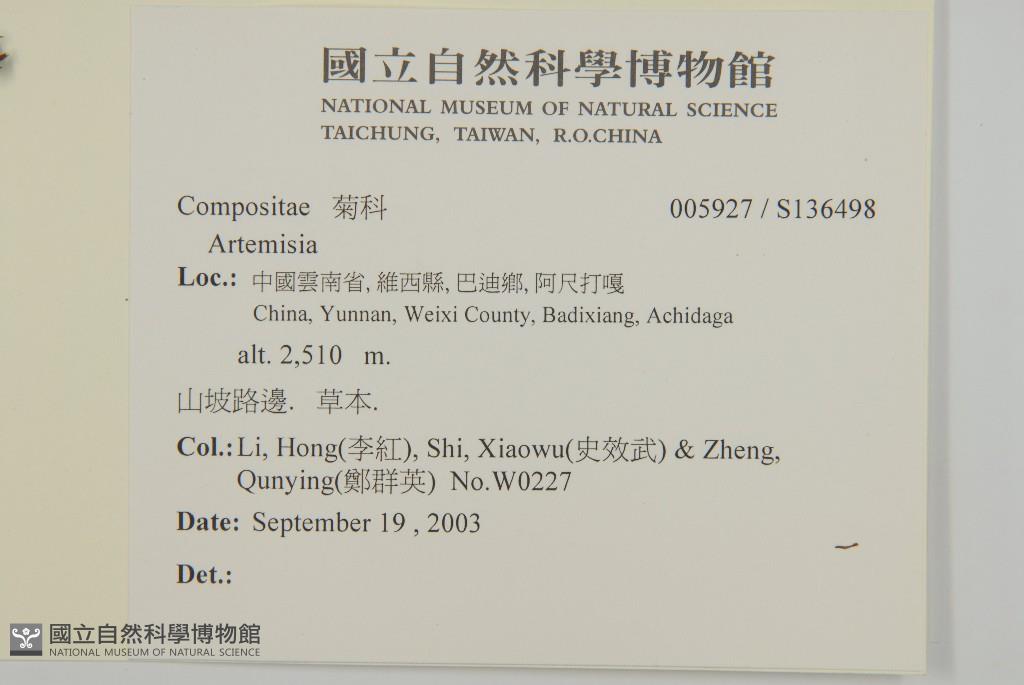 國立自然科學博物館
NATIONAL MUSEUM OF NATURAL SCIENCE
TAICHUNG, TAIWAN, R.O.CHINA
Compositae 菊科 005927 / S136498
Artemisia
Loc.: 中國雲南省, 維西縣, 巴迪鄉, 阿尺打嘎
China, Yunnan, Weixi County, Badixiang, Achidaga
alt. 2,510 m.
山坡路邊. 草本.
Col.: Li, Hong(李紅), Shi, Xiaowu(史效武) & Zheng,
Qunying(鄭群英) No.W0227
Date: September 19 , 2003
Det.:
國立自然科學博物館
NATIONAL MUSEUM OF NATURAL SCIENCE